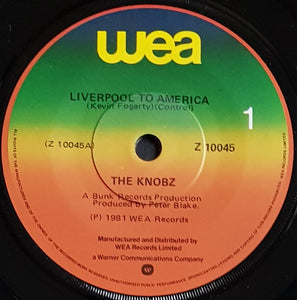 wea
LIVERPOOL TO AMERICA
(Kevin Fogarty)(Control)
1
(Z 10045A)
Z 10045
THE KNOBZ
A Bunk Records Production
Produced by Peter Blake.
(P) 1981 WEA Records
Manufactured and Distributed by
WEA Records Limited
a Warner Communications Company